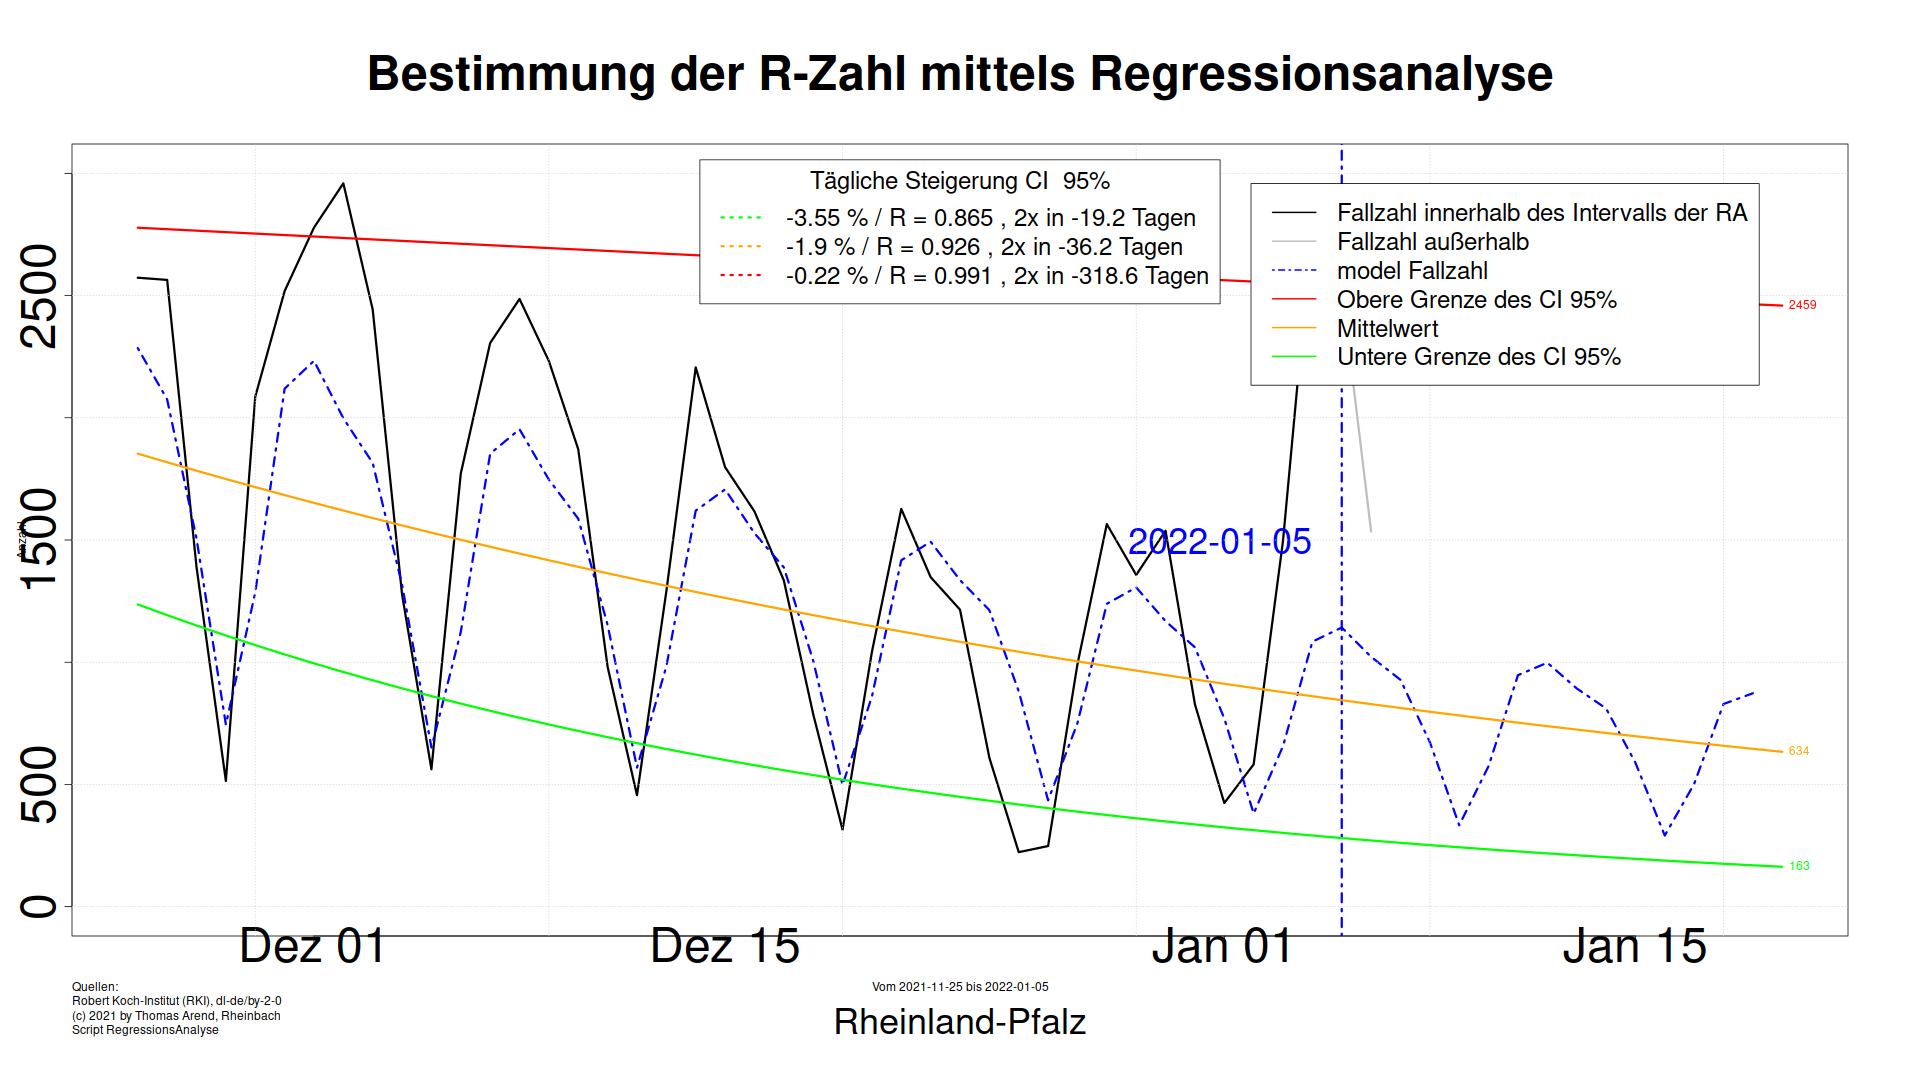 Bestimmung der R-Zahl mittels Regressionsanalyse
Tägliche Steigerung CI 95%
-3.55 % / R = 0.865 , 2x in -19.2 Tagen
-1.9 % / R = 0.926 , 2x in -36.2 Tagen
-0.22 % / R = 0.991 , 2x in -318.6 Tagen
Fallzahl innerhalb des Intervalls der RA
Fallzahl außerhalb
model Fallzahl
Obere Grenze des CI 95%
Mittelwert
Untere Grenze des CI 95%
2500
1500
500
0
Anzahl
2459
2022-01-05
634
163
Dez 01
Dez 15
Jan 01
Jan 15
Quellen:
Robert Koch-Institut (RKI), dl-de/by-2-0
(c) 2021 by Thomas Arend, Rheinbach
Script RegressionsAnalyse
Vom 2021-11-25 bis 2022-01-05
Rheinland-Pfalz